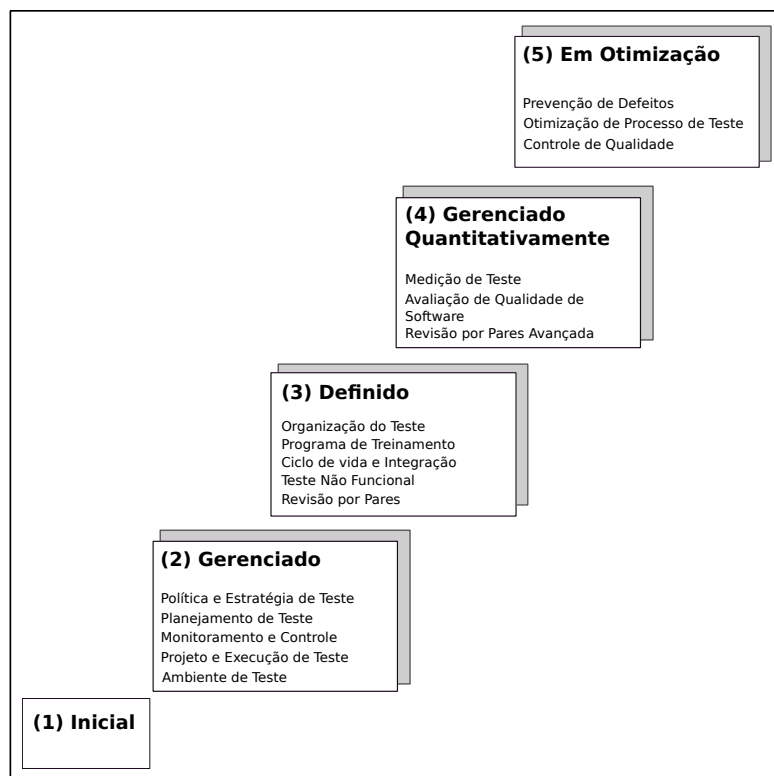 (5) Em Otimização
Prevenção de Defeitos
Otimização de Processo de Teste
Controle de Qualidade
(4) Gerenciado
Quantitativamente
Medição de Teste
Avaliação de Qualidade de
Software
Revisão por Pares Avançada
(3) Definido
Organização do Teste
Programa de Treinamento
Ciclo de vida e Integração
Teste Não Funcional
Revisão por Pares
(2) Gerenciado
Política e Estratégia de Teste
Planejamento de Teste
Monitoramento e Controle
Projeto e Execução de Teste
Ambiente de Teste
(1) Inicial